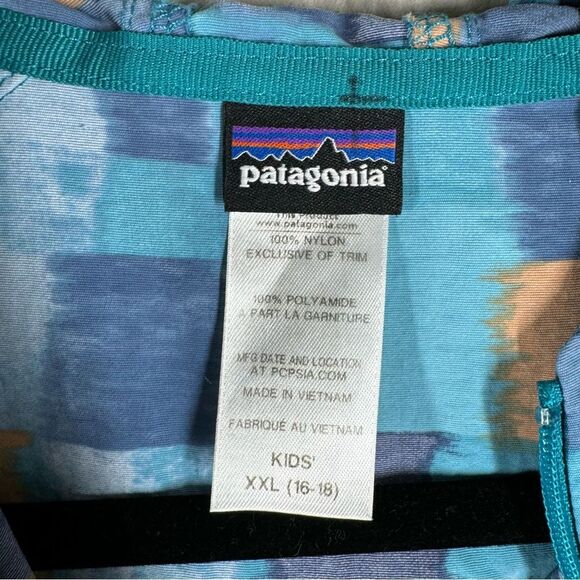 patagonia®
This Product
www.patagonia.com
100% NYLON
EXCLUSIVE OF TRIM
100% POLYAMIDE
A PART LA GARNITURE
MFG DATE AND LOCATION
AT PCPSIA.COM
MADE IN VIETNAM
FABRIQUÉ AU VIETNAM
KIDS'
XXL (16-18)